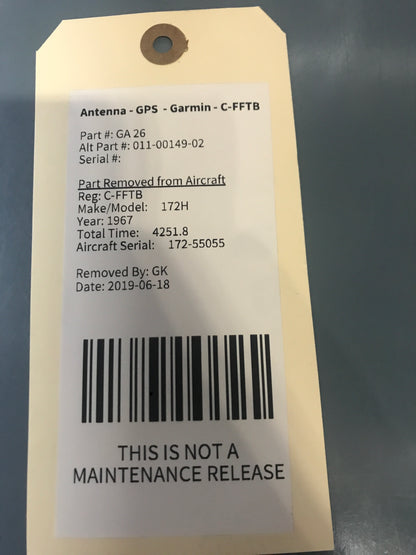 Antenna - GPS - Garmin - C-FFTB
Part #: GA 26
Alt Part #: 011-00149-02
Serial #:
Part Removed from Aircraft
Reg: C-FFTB
Make/Model: 172H
Year: 1967
Total Time: 4251.8
Aircraft Serial: 172-55055
Removed By: GK
Date: 2019-06-18
THIS IS NOT A
MAINTENANCE RELEASE